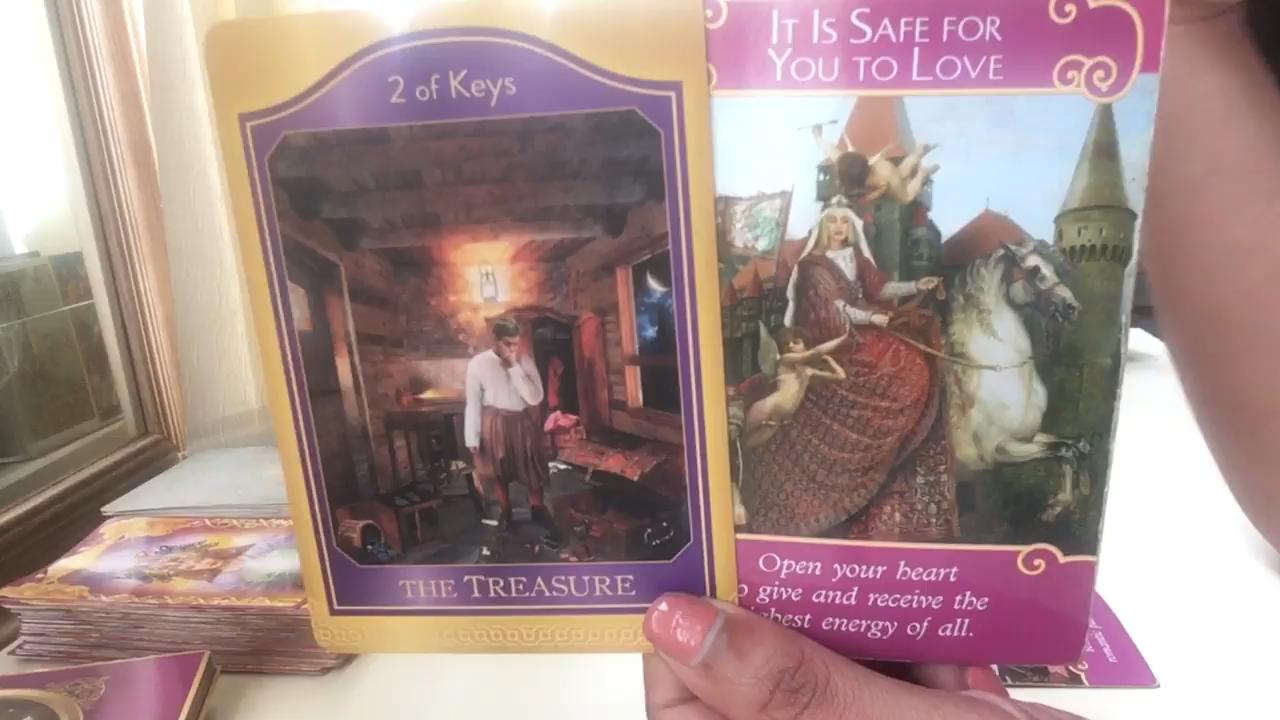 2 of Keys
THE TREASURE
IT IS SAFE FOR
YOU TO LOVE
Open your heart
give and receive the
energy of all.